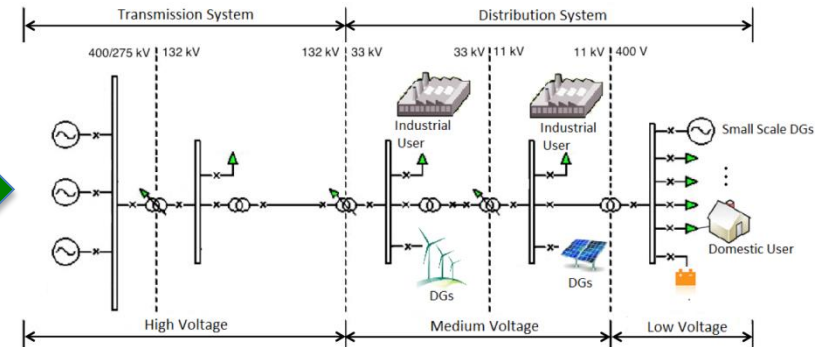 Transmission System
Distribution System
400/275 kV 132 kV
132 kV 33 kV
33 kV 11 kV
11 kV 400 V
Industrial
User
Industrial
User
Small Scale DGs
Domestic User
DGs
DGs
High Voltage
Medium Voltage
Low Voltage